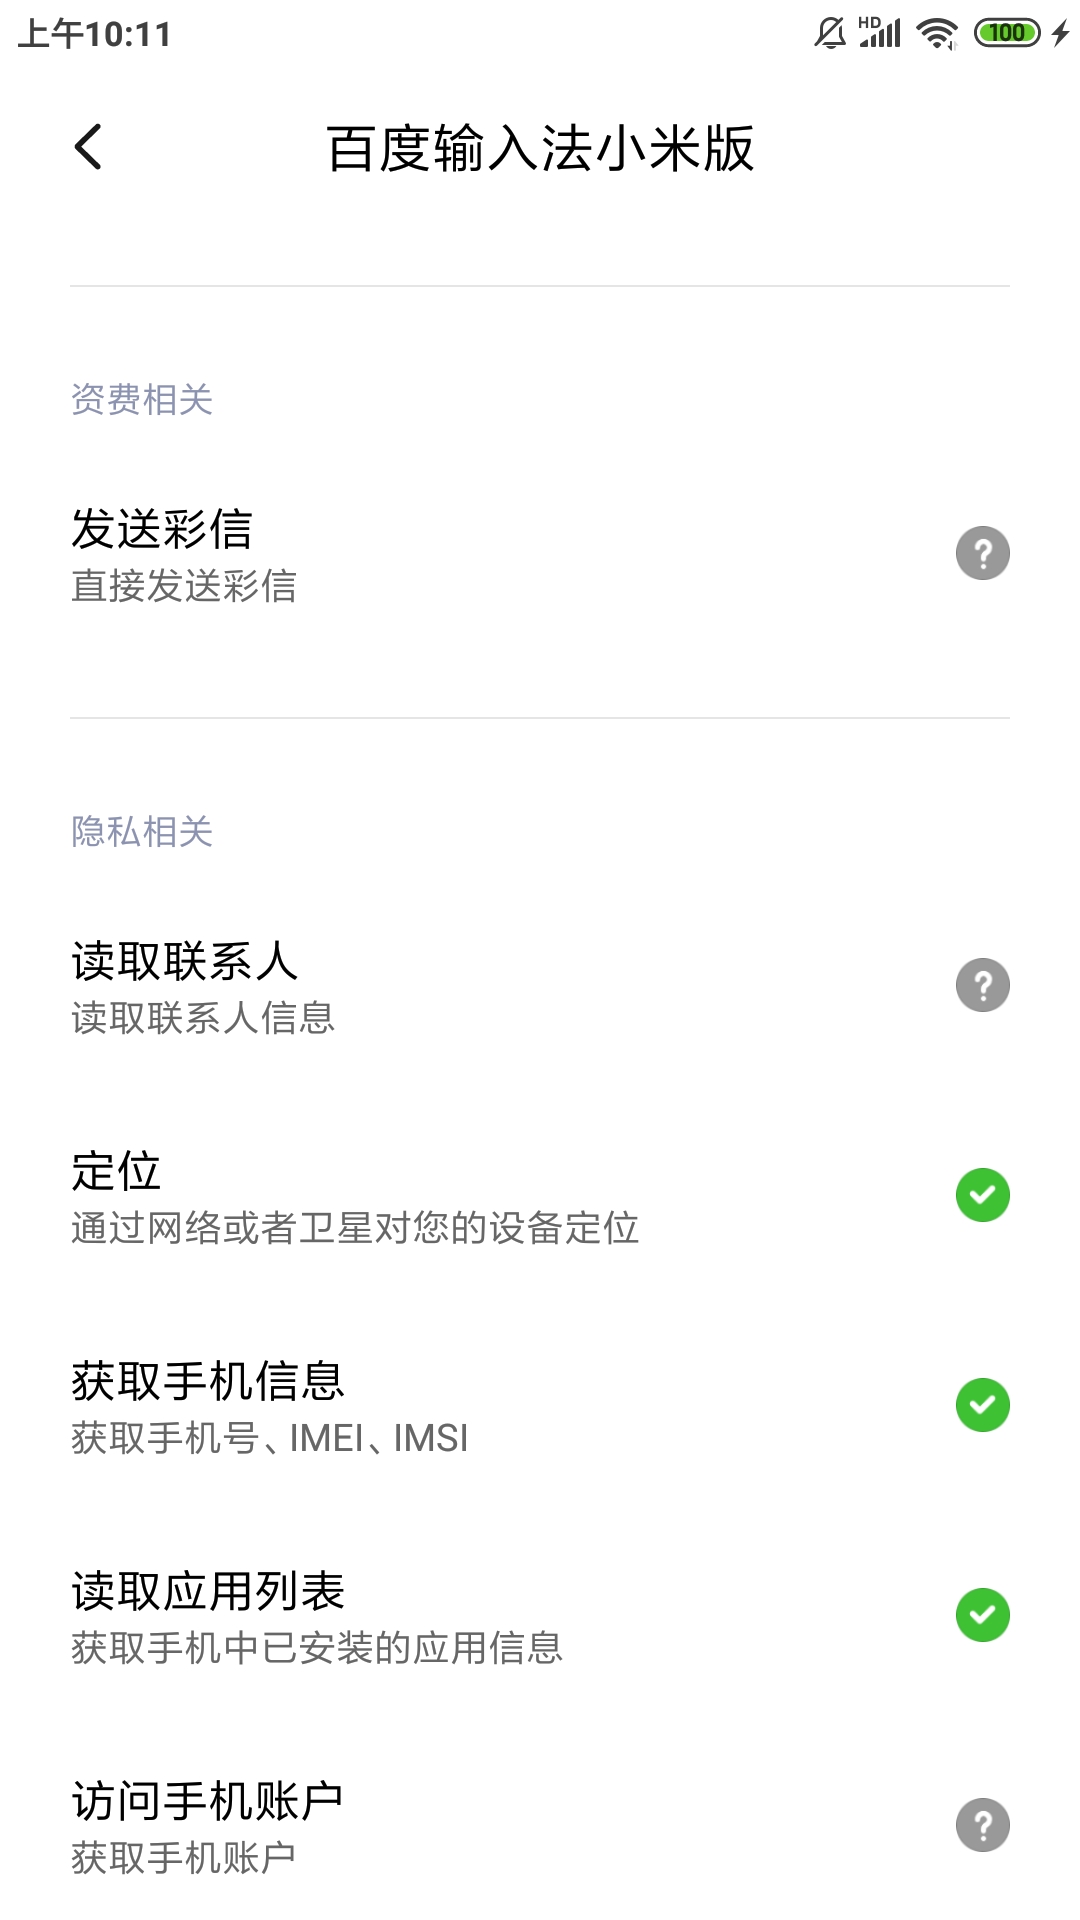 上午10:11
HD
100
百度输入法小米版
资费相关
发送彩信
直接发送彩信
隐私相关
读取联系人
读取联系人信息
定位
通过网络或者卫星对您的设备定位
获取手机信息
获取手机号、IMEI、IMSI
读取应用列表
获取手机中已安装的应用信息
访问手机账户
获取手机账户